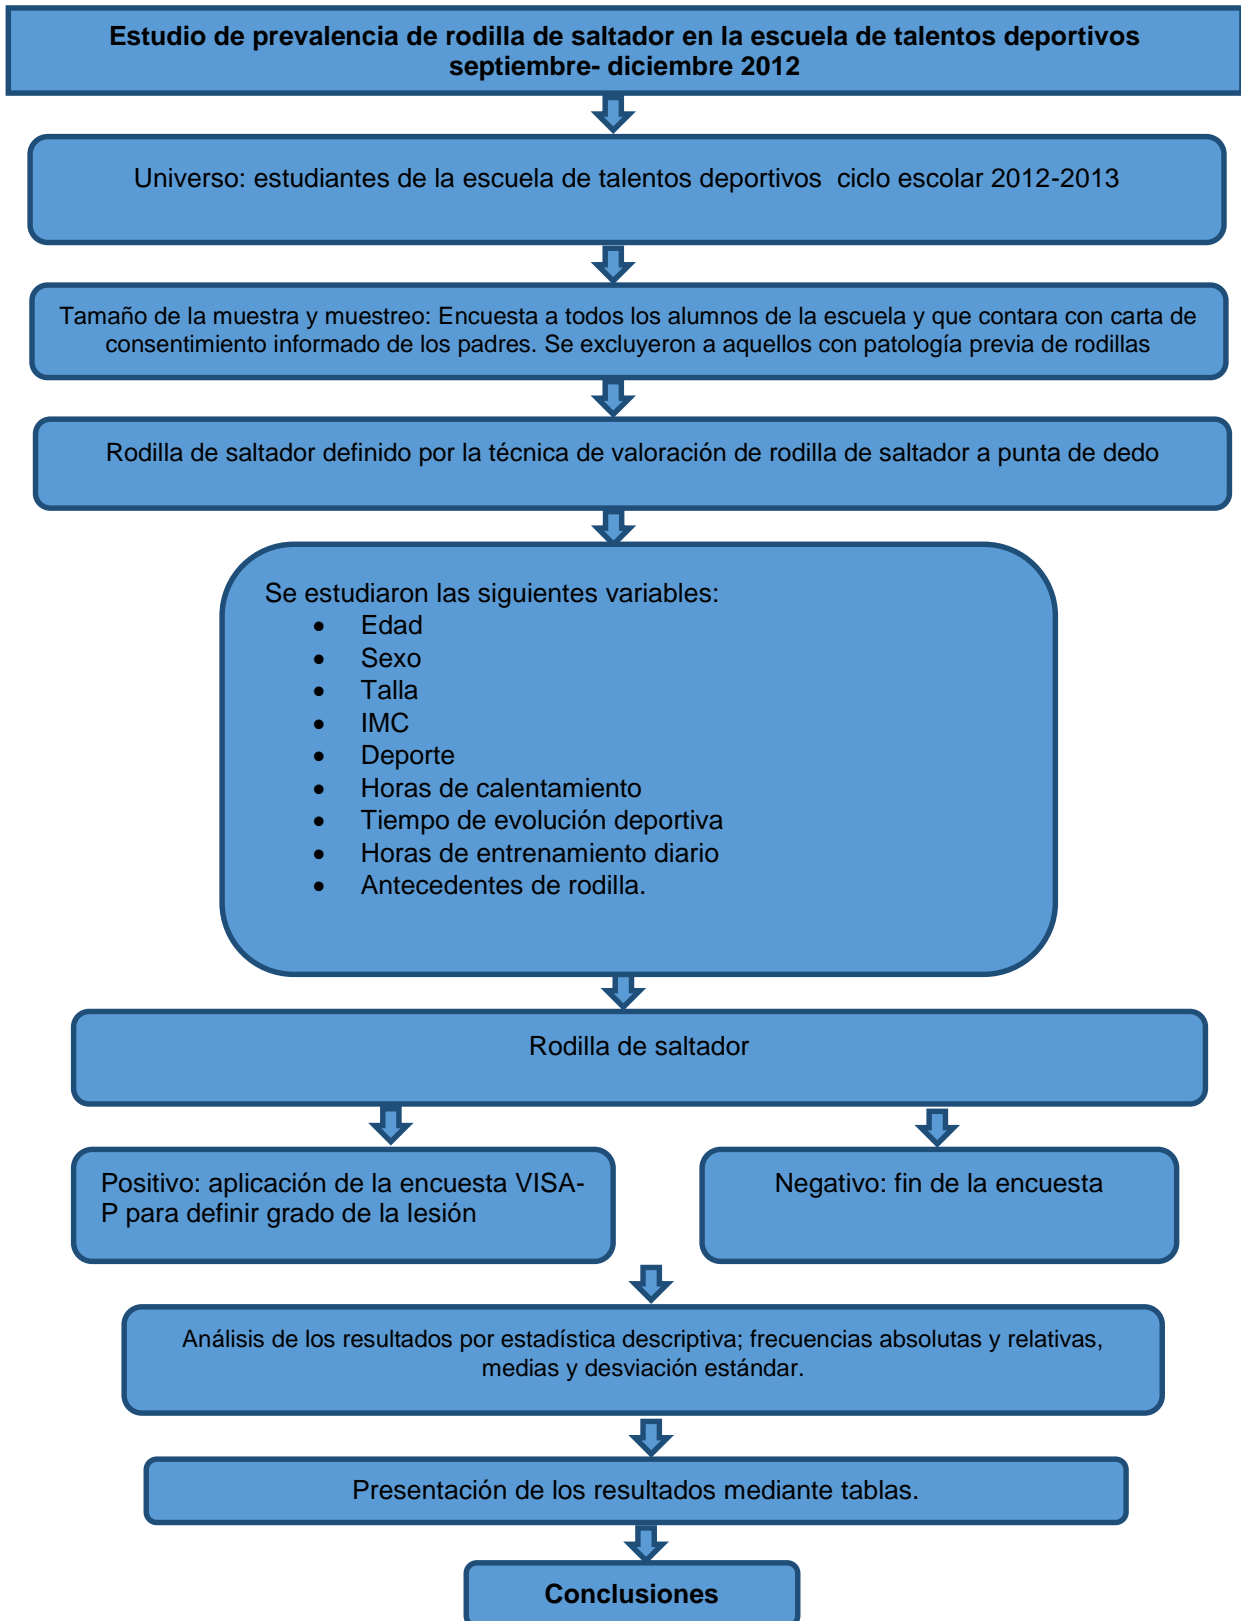 Estudio de prevalencia de rodilla de saltador en la escuela de talentos deportivos
septiembre- diciembre 2012
Universo: estudiantes de la escuela de talentos deportivos  ciclo escolar 2012-2013
Tamaño de la muestra y muestreo: Encuesta a todos los alumnos de la escuela y que contara con carta de
consentimiento informado de los padres. Se excluyeron a aquellos con patología previa de rodillas
Rodilla de saltador definido por la técnica de valoración de rodilla de saltador a punta de dedo
Se estudiaron las siguientes variables:
• Edad
• Sexo
• Talla
• IMC
• Deporte
• Horas de calentamiento
• Tiempo de evolución deportiva
• Horas de entrenamiento diario
• Antecedentes de rodilla.
Rodilla de saltador
Positivo: aplicación de la encuesta VISA-
P para definir grado de la lesión
Negativo: fin de la encuesta
Análisis de los resultados por estadística descriptiva; frecuencias absolutas y relativas,
medias y desviación estándar.
Presentación de los resultados mediante tablas.
Conclusiones